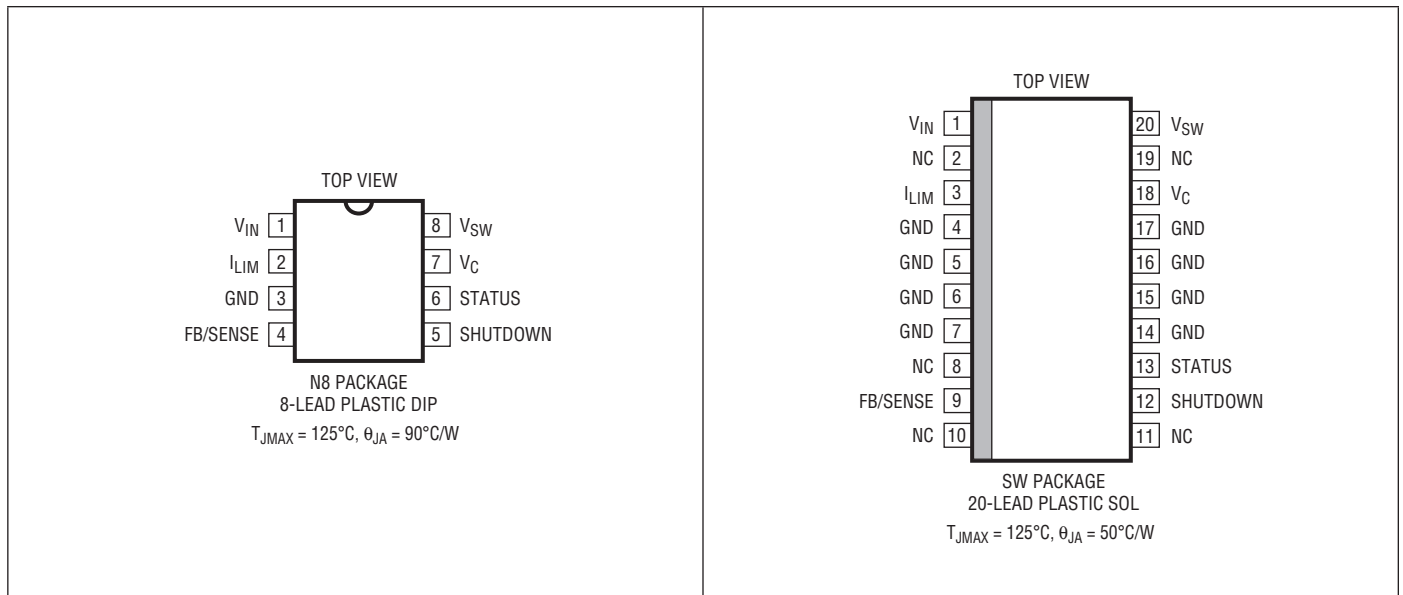 TOP VIEW
V_IN 1
I_LIM 2
GND 3
FB/SENSE 4
8 V_SW
7 V_C
6 STATUS
5 SHUTDOWN
N8 PACKAGE
8-LEAD PLASTIC DIP
T_JMAX = 125°C, θ_JA = 90°C/W
TOP VIEW
V_IN 1
NC 2
I_LIM 3
GND 4
GND 5
GND 6
GND 7
NC 8
FB/SENSE 9
NC 10
20 V_SW
19 NC
18 V_C
17 GND
16 GND
15 GND
14 GND
13 STATUS
12 SHUTDOWN
11 NC
SW PACKAGE
20-LEAD PLASTIC SOL
T_JMAX = 125°C, θ_JA = 50°C/W